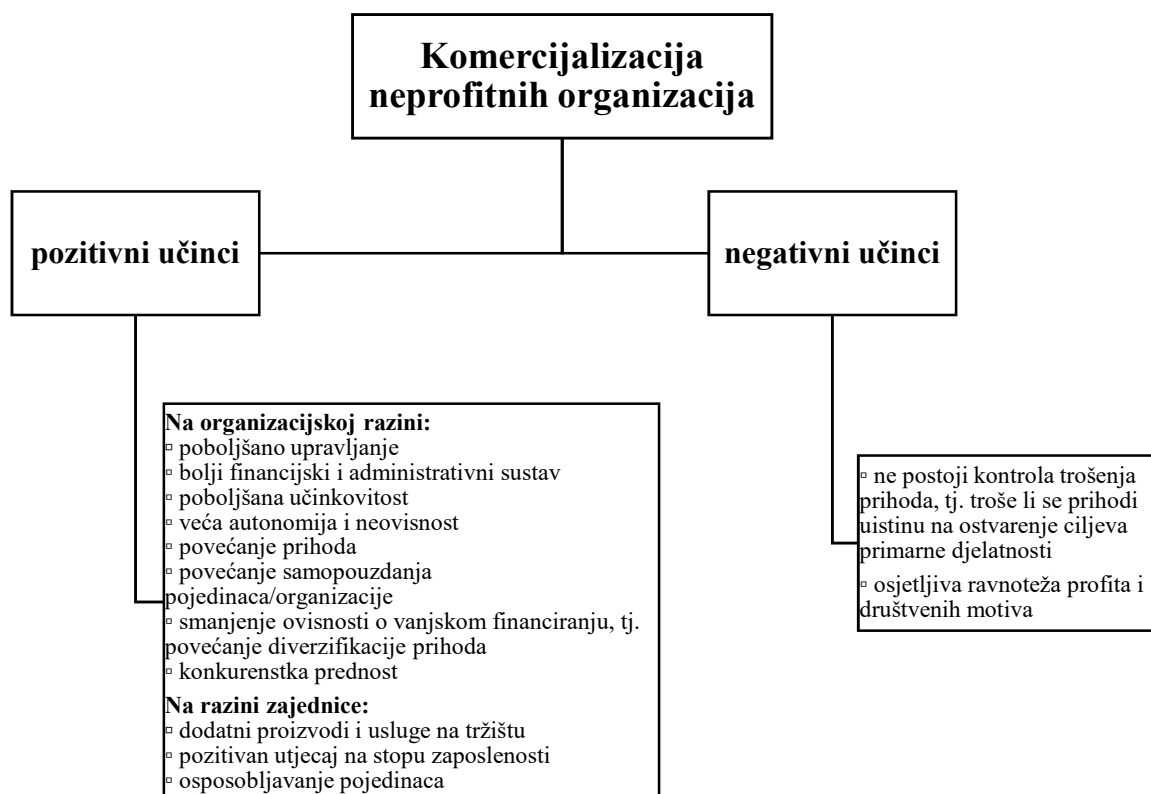 Komercijalizacija
neprofitnih organizacija
pozitivni učinci
negativni učinci
Na organizacijskoj razini:
▫ poboljšano upravljanje
▫ bolji financijski i administrativni sustav
▫ poboljšana učinkovitost
▫ veća autonomija i neovisnost
▫ povećanje prihoda
▫ povećanje samopouzdanja
pojedinaca/organizacije
▫ smanjenje ovisnosti o vanjskom financiranju, tj.
povećanje diverzifikacije prihoda
▫ konkurenstka prednost
Na razini zajednice:
▫ dodatni proizvodi i usluge na tržištu
▫ pozitivan utjecaj na stopu zaposlenosti
▫ osposobljavanje pojedinaca
▫ ne postoji kontrola trošenja
prihoda, tj. troše li se prihodi
uistinu na ostvarenje ciljeva
primarne djelatnosti
▫ osjetljiva ravnoteža profita i
društvenih motiva